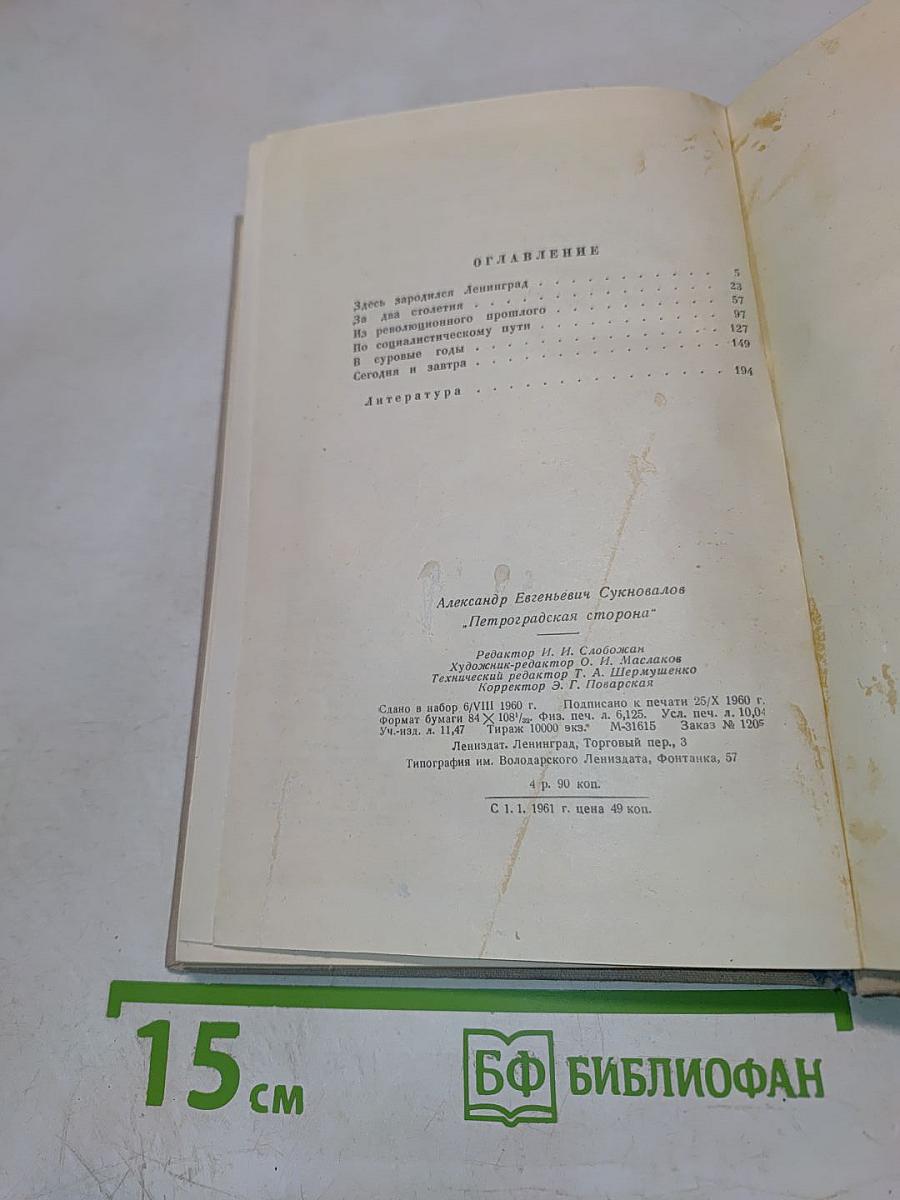 ОГЛАВЛЕНИЕ
Здесь зародился Ленинград . . . . . . . . . . . 5
За два столетия . . . . . . . . . . . . . . 23
Из революционного прошлого . . . . . . . . . . 57
По социалистическому пути . . . . . . . . . . . 97
В суровые годы . . . . . . . . . . . . . . 127
Сегодня и завтра . . . . . . . . . . . . . . 149
Литература . . . . . . . . . . . . . . . 194
Александр Евгеньевич Сукновалов
„Петроградская сторона“
Редактор И. И. Слобожан
Художник-редактор О. И. Маслаков
Технический редактор Т. А. Шермушенко
Корректор Э. Г. Поварская
Сдано в набор 6/VIII 1960 г. Подписано к печати 25/X 1960 г.
Формат бумаги 84 × 108¹/₃₂. Физ. печ. л. 6,125. Усл. печ. л. 10,04
Уч.-изд. л. 11,47 Тираж 10000 экз. М-31615 Заказ № 1205
Лениздат. Ленинград, Торговый пер., 3
Типография им. Володарского Лениздата, Фонтанка, 57
4 р. 90 коп.
С 1. 1. 1961 г. цена 49 коп.
15 см
БФ БИБЛИОФАН